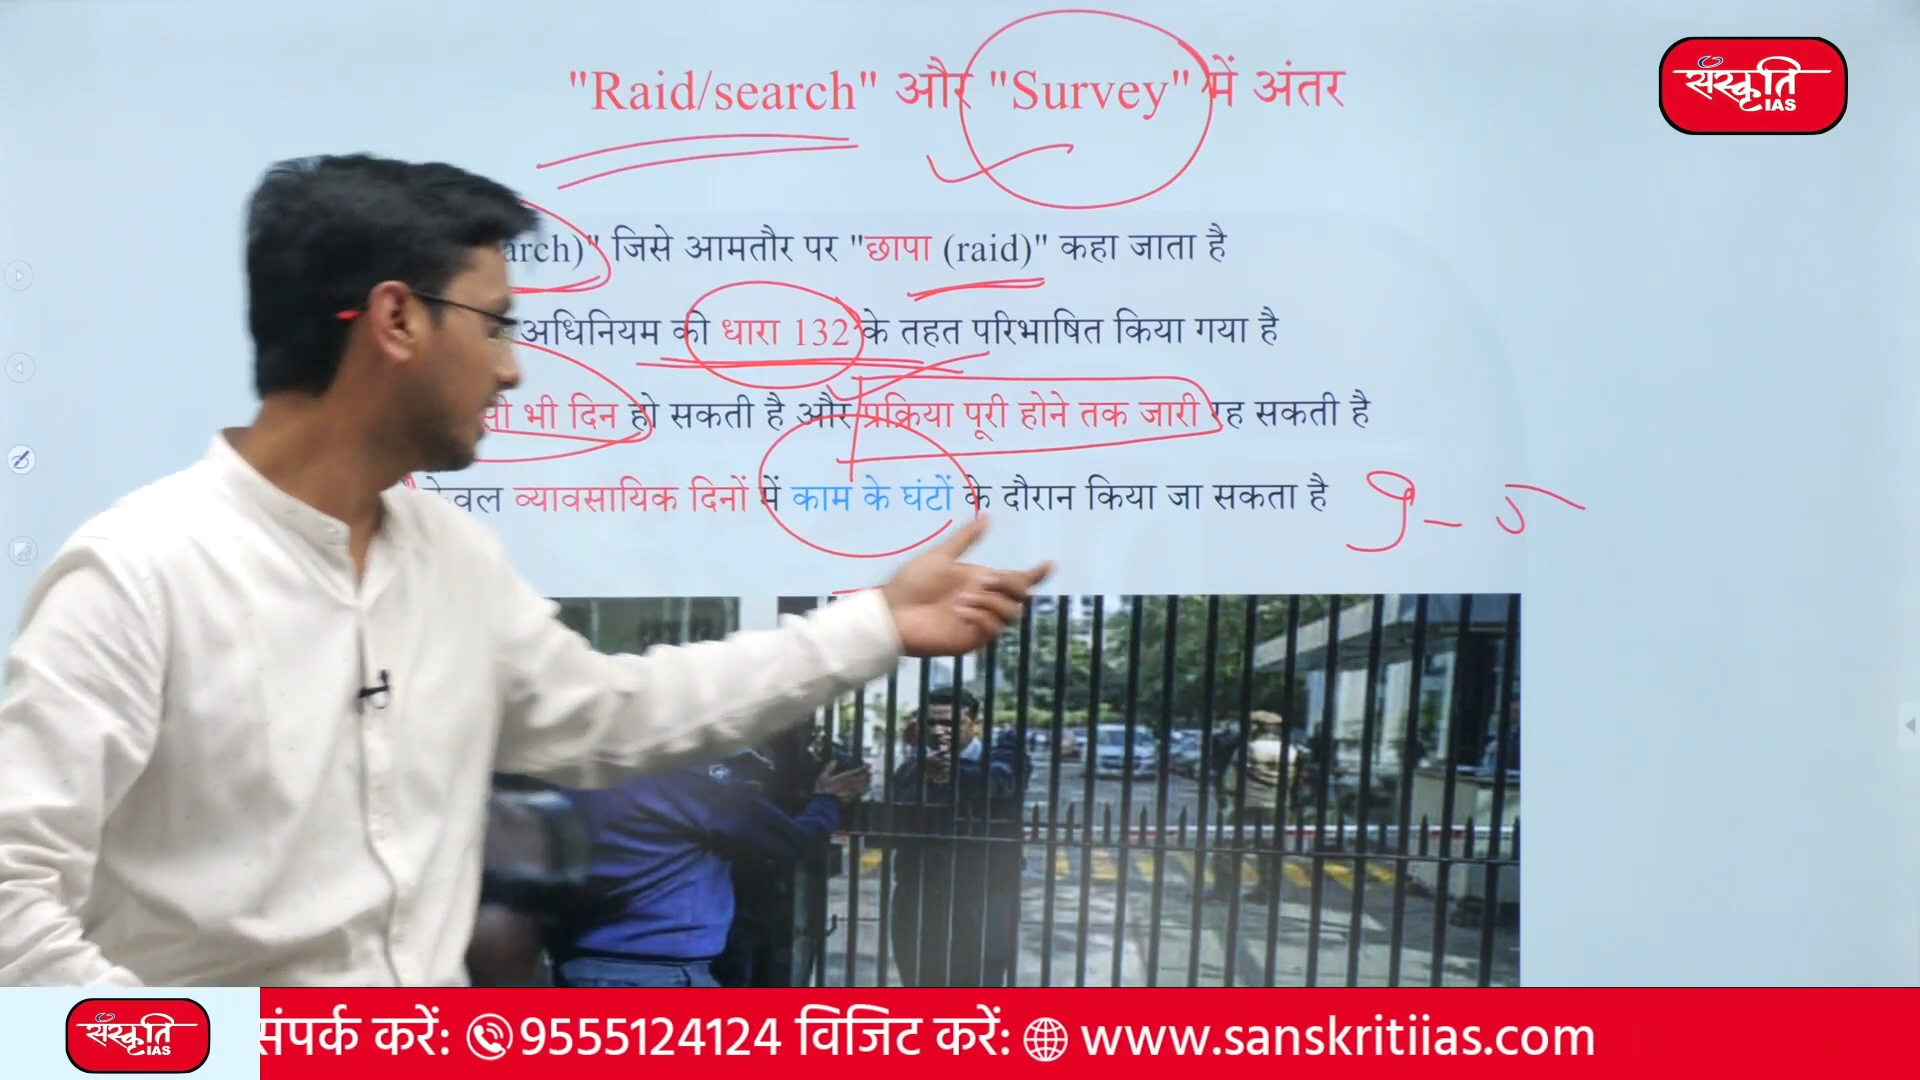 "Raid/search" और "Survey" में अंतर
संस्कृति
IAS
arch)" जिसे आमतौर पर "छापा (raid)" कहा जाता है
अधिनियम की धारा 132 के तहत परिभाषित किया गया है
भी दिन हो सकती है और प्रक्रिया पूरी होने तक जारी रह सकती है
केवल व्यावसायिक दिनों में काम के घंटों के दौरान किया जा सकता है 9-5
संस्कृति
IAS
संपर्क करें: 9555124124 विजिट करें: www.sanskritiias.com